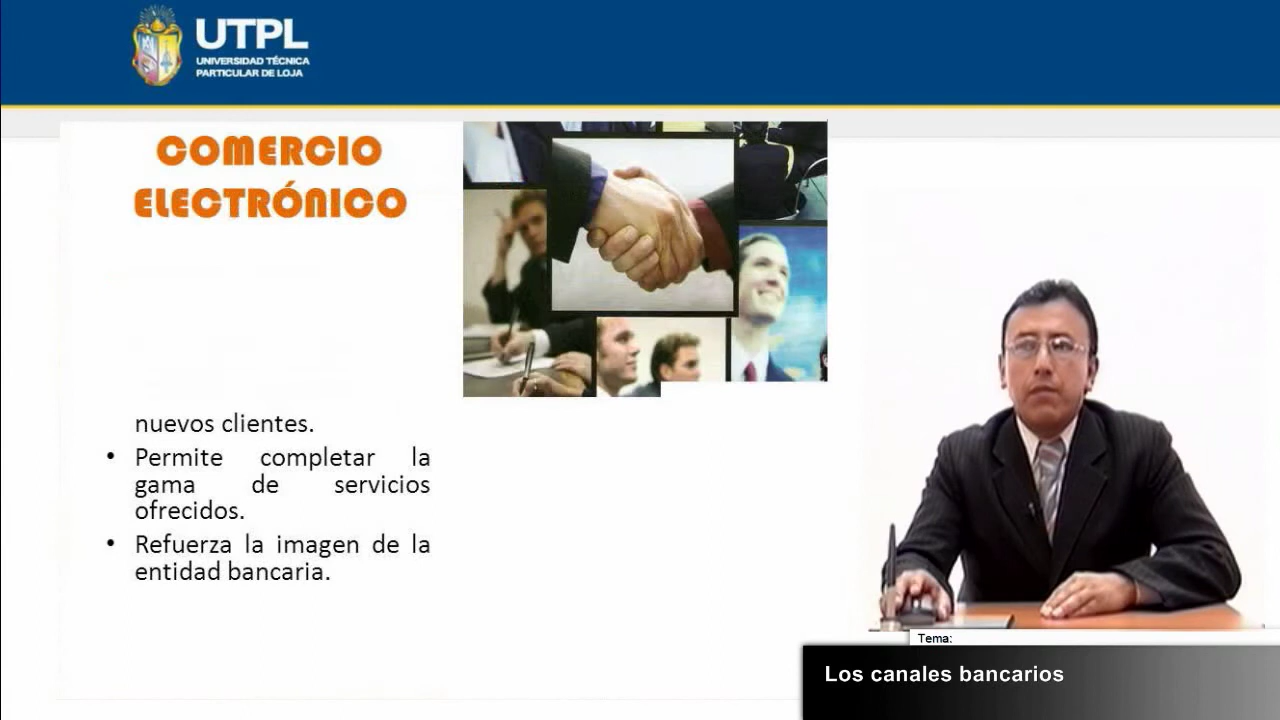 UTPL
UNIVERSIDAD TÉCNICA
PARTICULAR DE LOJA
COMERCIO
ELECTRÓNICO
nuevos clientes.
• Permite completar la
gama de servicios
ofrecidos.
• Refuerza la imagen de la
entidad bancaria.
Tema:
Los canales bancarios